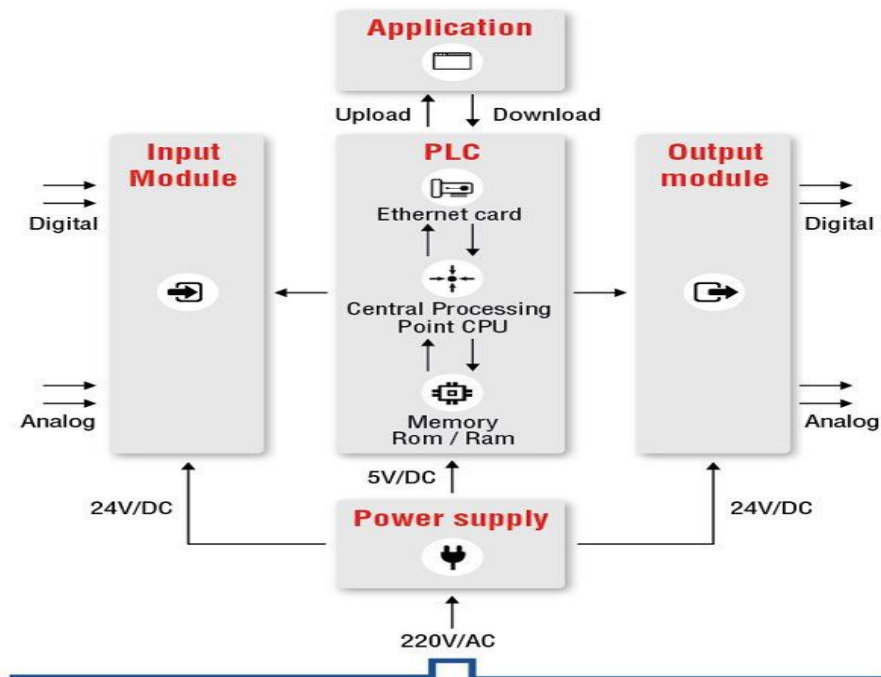 Application
Upload
Download
Input
Module
PLC
Output
module
Ethernet card
Digital
Digital
Central Processing
Point CPU
Memory
Rom / Ram
Analog
Analog
5V/DC
24V/DC
24V/DC
Power supply
220V/AC